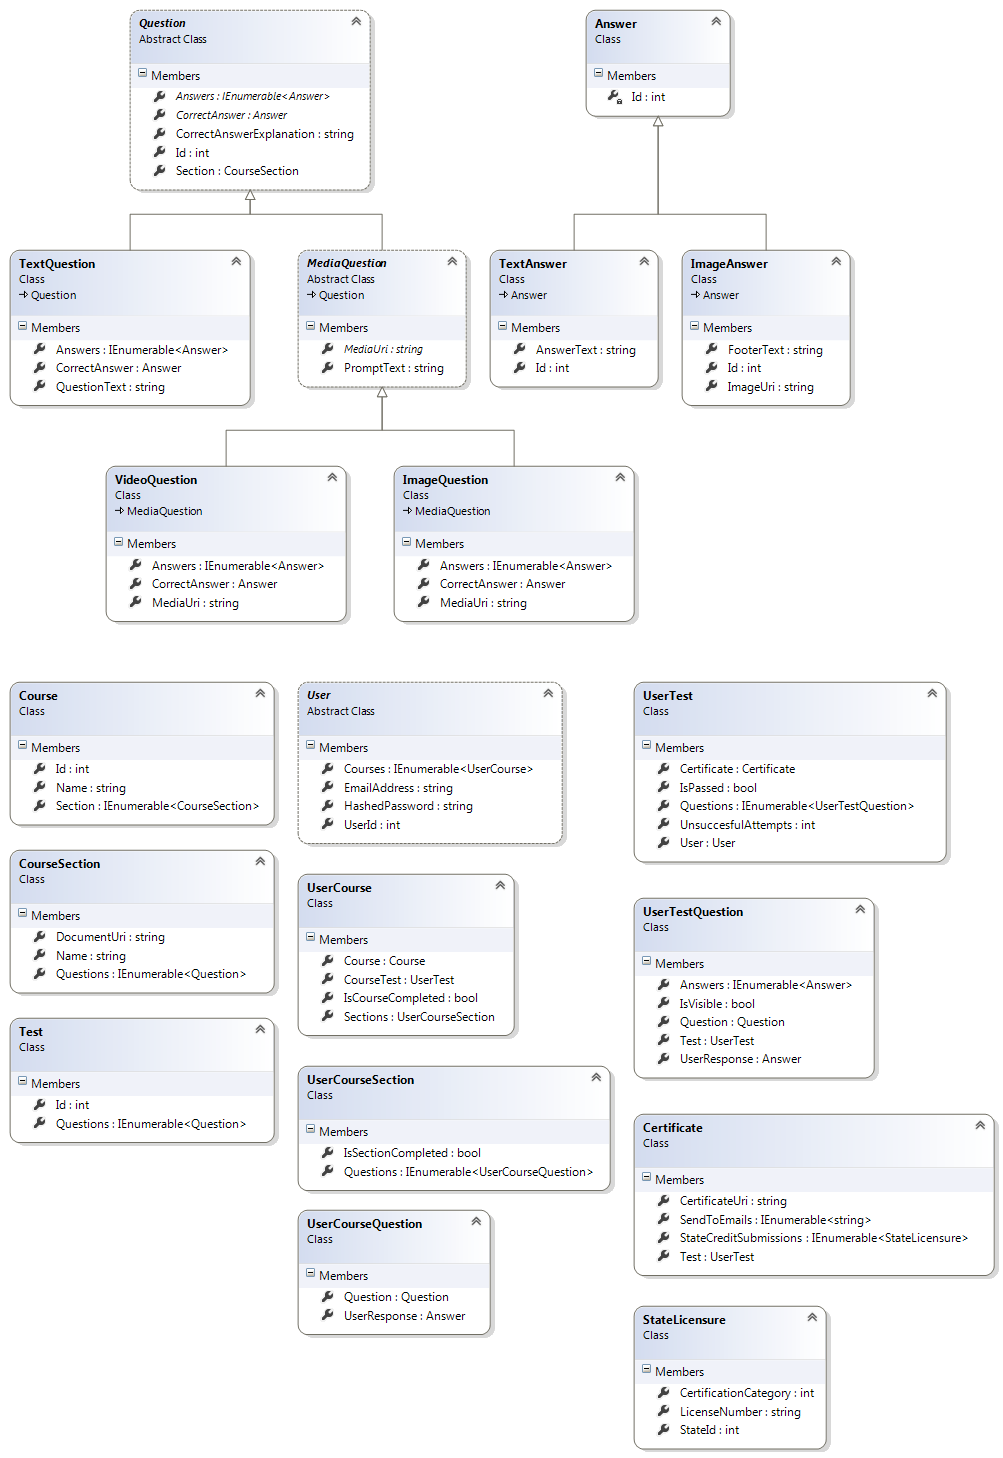 Question
Abstract Class
Members
Answers : IEnumerable<Answer>
CorrectAnswer : Answer
CorrectAnswerExplanation : string
Id : int
Section : CourseSection
Answer
Class
Members
Id : int
TextQuestion
Class
Question
Members
Answers : IEnumerable<Answer>
CorrectAnswer : Answer
QuestionText : string
MediaQuestion
Abstract Class
Question
Members
MediaUri : string
PromptText : string
TextAnswer
Class
Answer
Members
AnswerText : string
Id : int
ImageAnswer
Class
Answer
Members
FooterText : string
Id : int
ImageUri : string
VideoQuestion
Class
MediaQuestion
Members
Answers : IEnumerable<Answer>
CorrectAnswer : Answer
MediaUri : string
ImageQuestion
Class
MediaQuestion
Members
Answers : IEnumerable<Answer>
CorrectAnswer : Answer
MediaUri : string
Course
Class
Members
Id : int
Name : string
Section : IEnumerable<CourseSection>
CourseSection
Class
Members
DocumentUri : string
Name : string
Questions : IEnumerable<Question>
Test
Class
Members
Id : int
Questions : IEnumerable<Question>
User
Abstract Class
Members
Courses : IEnumerable<UserCourse>
EmailAddress : string
HashedPassword : string
UserId : int
UserCourse
Class
Members
Course : Course
CourseTest : UserTest
IsCourseCompleted : bool
Sections : UserCourseSection
UserCourseSection
Class
Members
IsSectionCompleted : bool
Questions : IEnumerable<UserCourseQuestion>
UserCourseQuestion
Class
Members
Question : Question
UserResponse : Answer
UserTest
Class
Members
Certificate : Certificate
IsPassed : bool
Questions : IEnumerable<UserTestQuestion>
UnsuccesfulAttempts : int
User : User
UserTestQuestion
Class
Members
Answers : IEnumerable<Answer>
IsVisible : bool
Question : Question
Test : UserTest
UserResponse : Answer
Certificate
Class
Members
CertificateUri : string
SendToEmails : IEnumerable<string>
StateCreditSubmissions : IEnumerable<StateLicensure>
Test : UserTest
StateLicensure
Class
Members
CertificationCategory : int
LicenseNumber : string
StateId : int